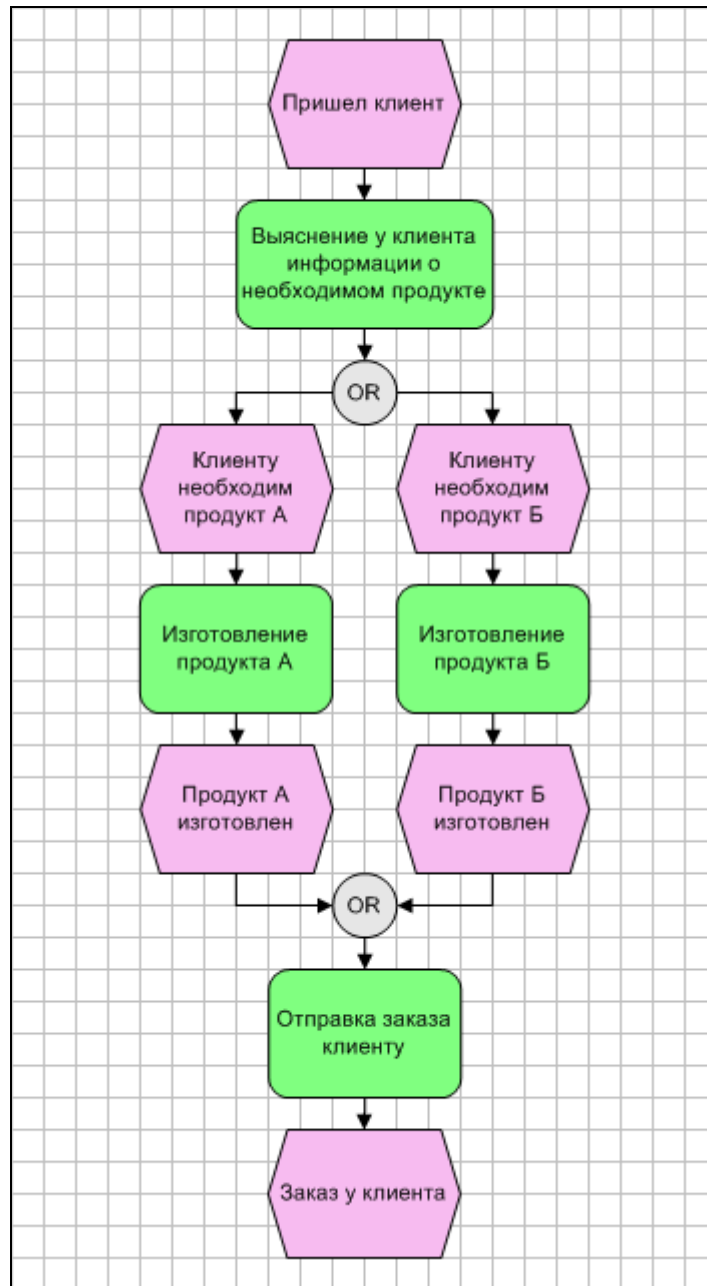 Пришел клиент
Выяснение у клиента
информации о
необходимом продукте
OR
Клиенту
необходим
продукт А
Клиенту
необходим
продукт Б
Изготовление
продукта А
Изготовление
продукта Б
Продукт А
изготовлен
Продукт Б
изготовлен
OR
Отправка заказа
клиенту
Заказ у клиента